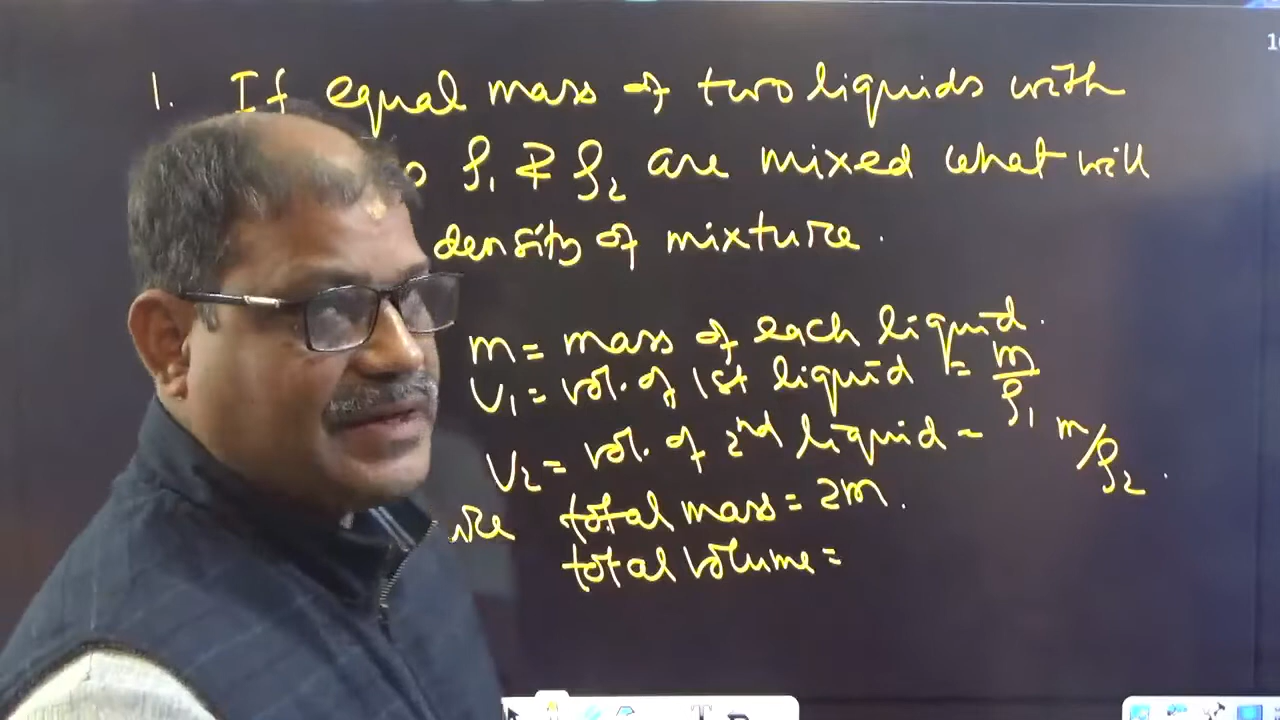 1. If equal mass of two liquids with
ρ₁ & ρ₂ are mixed what will
density of mixture.
m = mass of each liquid.
V₁ = vol. of 1st liquid = m/ρ₁
V₂ = vol. of 2nd liquid = m/ρ₂.
total mass = 2m.
total volume =